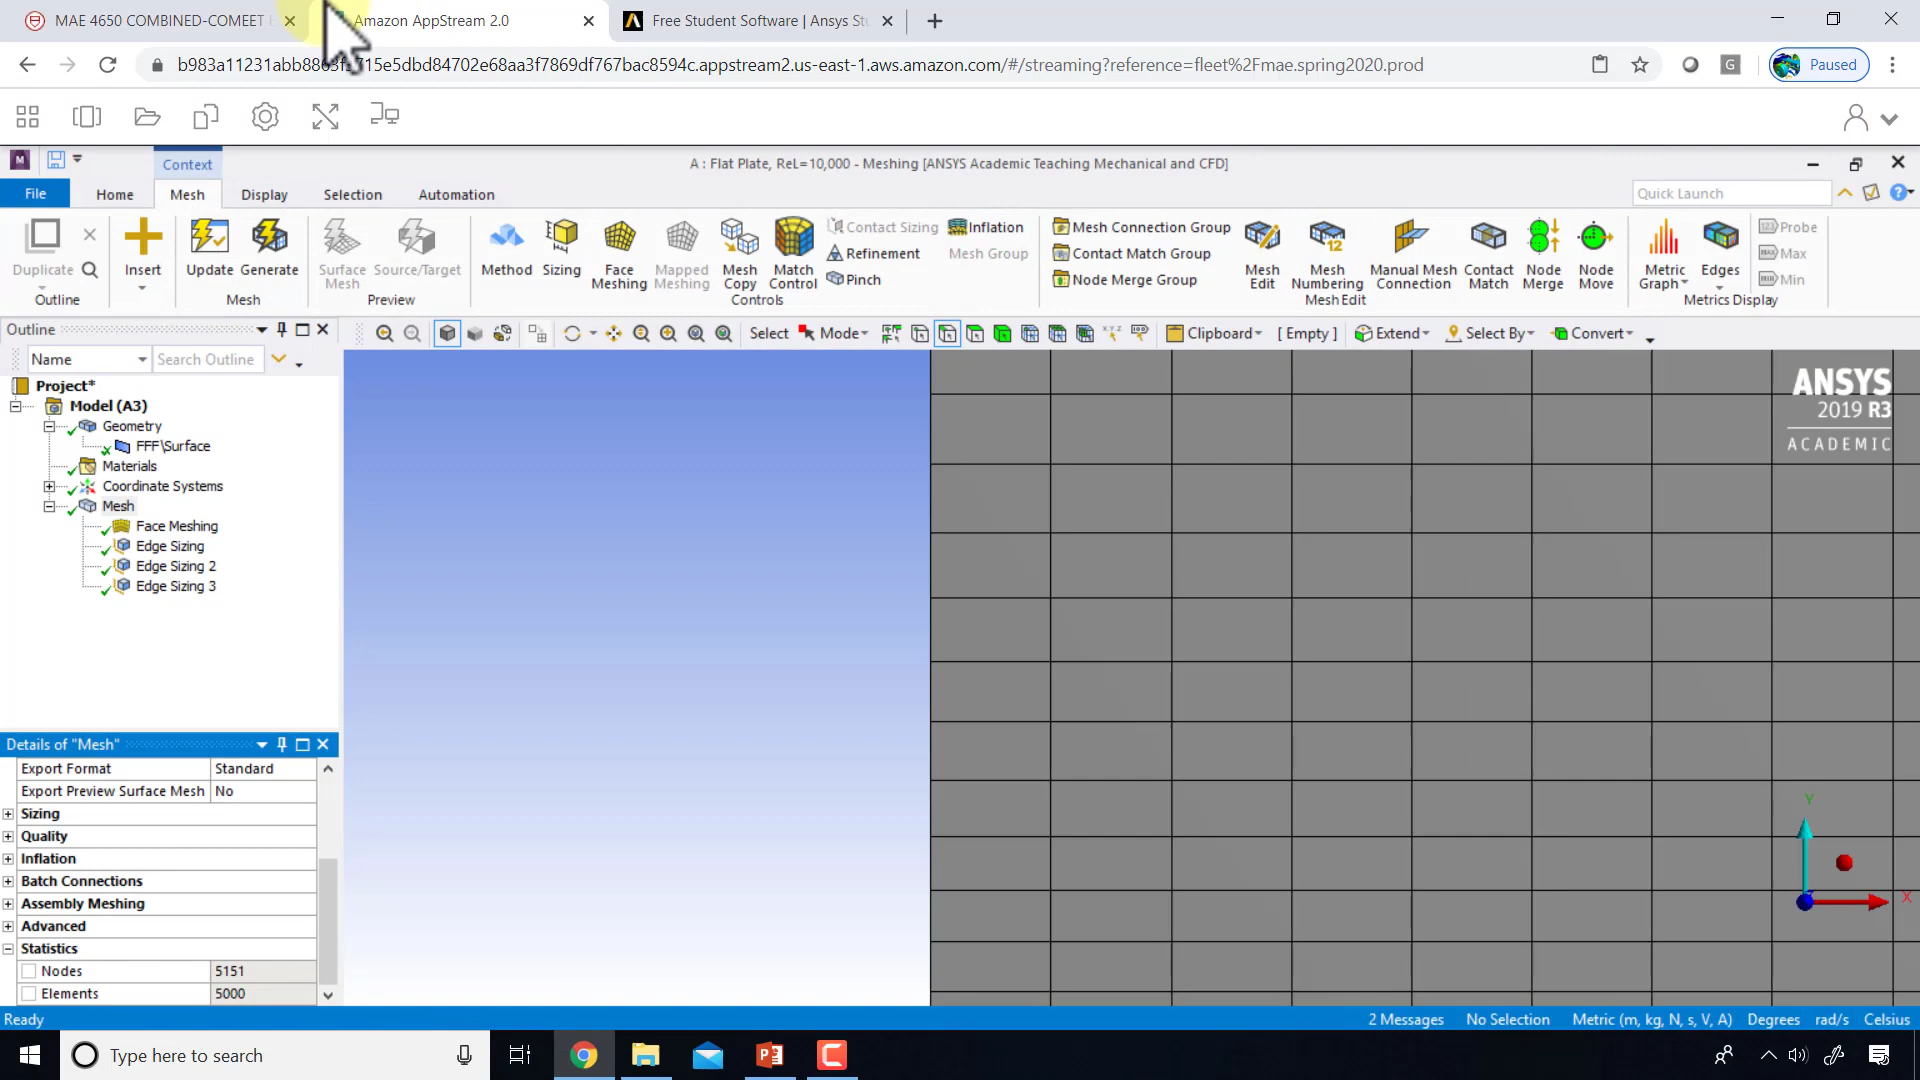 MAE 4650 COMBINED-COMEET
Amazon AppStream 2.0
Free Student Software | Ansys Stu
appstream2.us-east-1.aws.amazon.com/#/streaming?reference=fleet%2Fmae.spring2020.prod
G
Paused
M
Context
A : Flat Plate, ReL=10,000 - Meshing [ANSYS Academic Teaching Mechanical and CFD]
File
Home
Mesh
Display
Selection
Automation
Quick Launch
Duplicate
Outline
Insert
Update
Generate
Mesh
Surface Mesh
Source/Target
Preview
Method
Sizing
Face Meshing
Mapped Meshing
Mesh Copy
Match Control
Contact Sizing
Refinement
Pinch
Inflation
Mesh Group
Controls
Mesh Connection Group
Contact Match Group
Node Merge Group
Mesh Edit
Mesh Numbering
Manual Mesh Connection
Contact Match
Node Merge
Node Move
Mesh Edit
Metric Graph
Edges
Probe
Max
Min
Metrics Display
Outline
Select
Mode
Clipboard
[ Empty ]
Extend
Select By
Convert
Name
Search Outline
Project*
Model (A3)
Geometry
FFF\Surface
Materials
Coordinate Systems
Mesh
Face Meshing
Edge Sizing
Edge Sizing 2
Edge Sizing 3
ANSYS
2019 R3
ACADEMIC
Details of "Mesh"
Export Format Standard
Export Preview Surface Mesh No
Sizing
Quality
Inflation
Batch Connections
Assembly Meshing
Advanced
Statistics
Nodes 5151
Elements 5000
Y
X
Ready
2 Messages
No Selection
Metric (m, kg, N, s, V, A)
Degrees
rad/s
Celsius
Type here to search